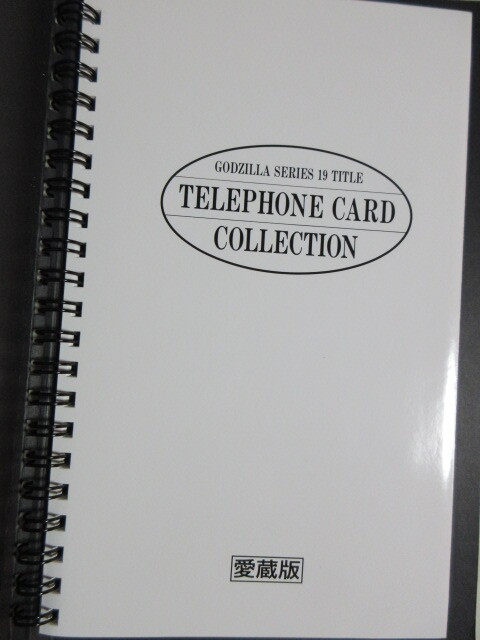 GODZILLA SERIES 19 TITLE
TELEPHONE CARD
COLLECTION
愛蔵版